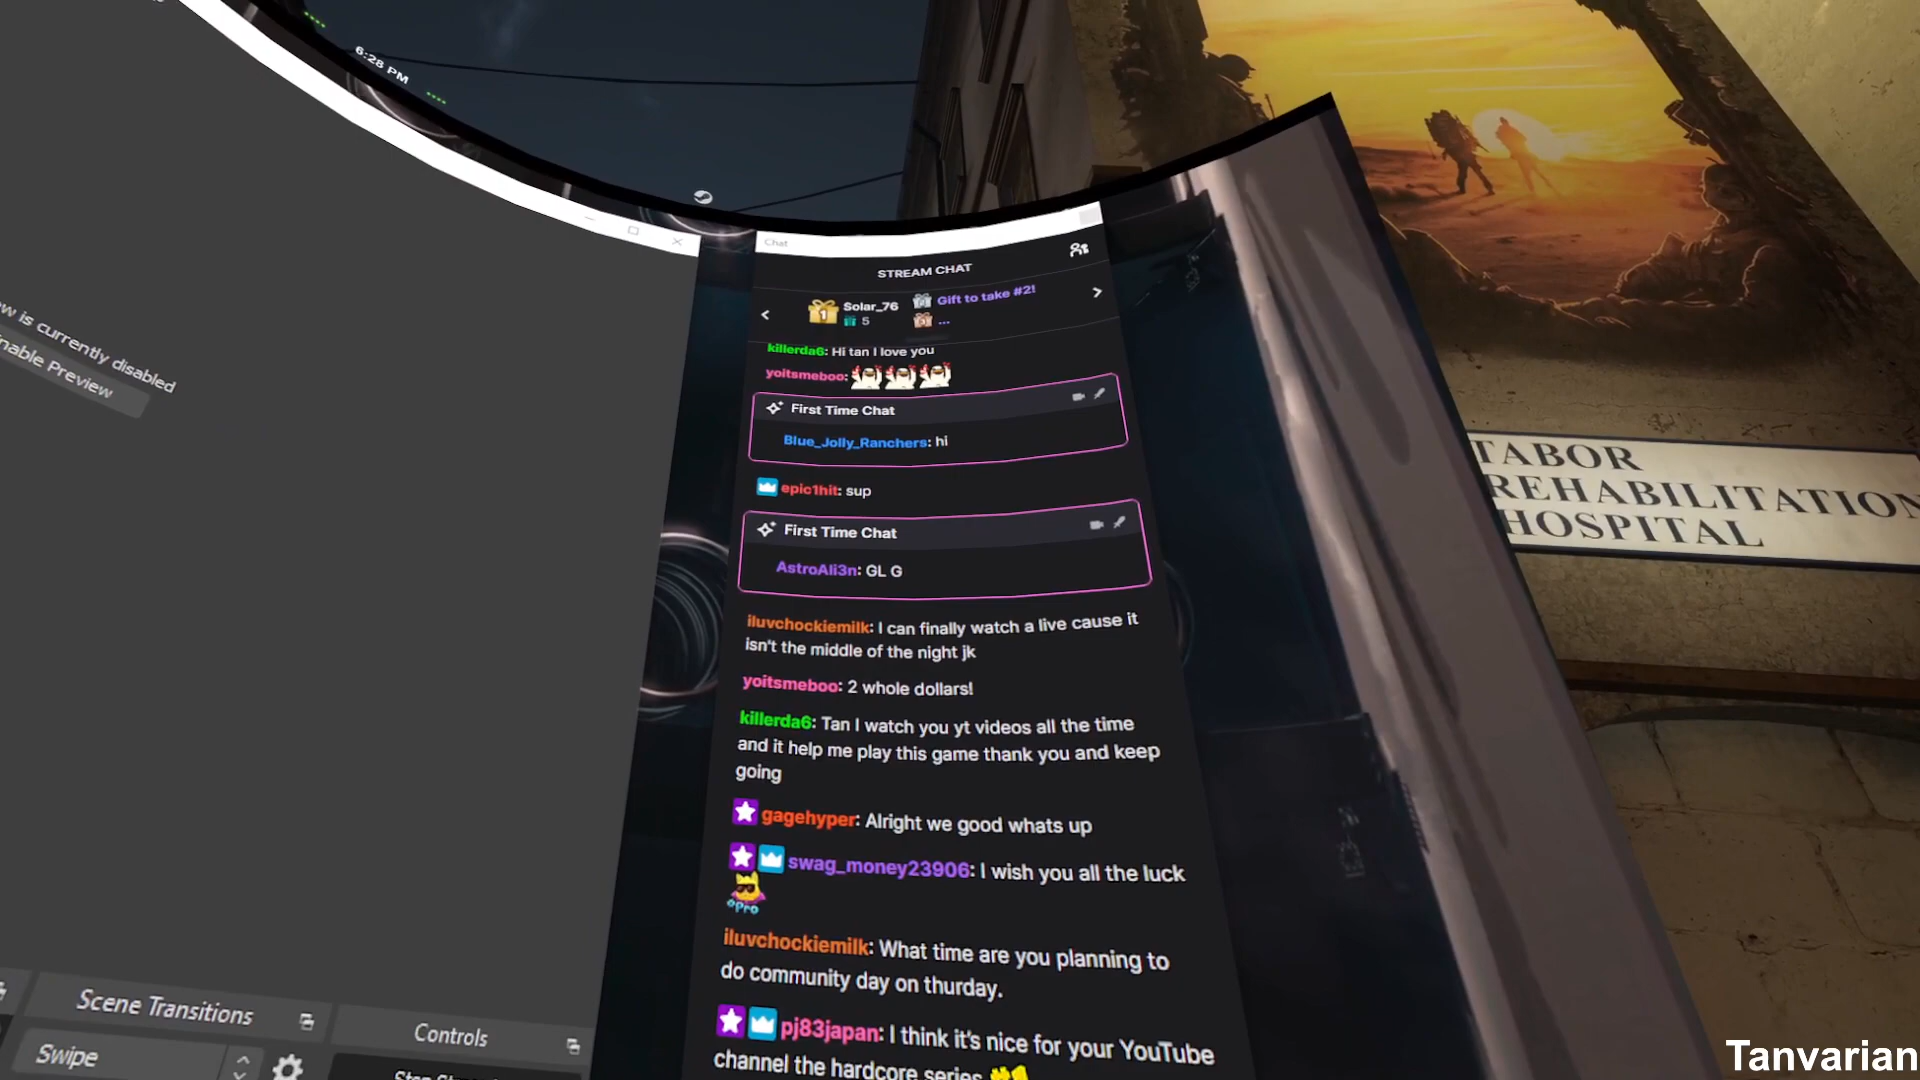 6:28 PM
is currently disabled
Enable Preview
Chat
STREAM CHAT
1 Solar_76
5
Gift to take #2!
...
killerda6: Hi tan I love you
yoitsmeboo:
First Time Chat
Blue_Jolly_Ranchers: hi
epic1hit: sup
First Time Chat
AstroAli3n: GL G
iluvchockiemilk: I can finally watch a live cause it
isn't the middle of the night jk
yoitsmeboo: 2 whole dollars!
killerda6: Tan I watch you yt videos all the time
and it help me play this game thank you and keep
going
gagehyper: Alright we good whats up
swag_money23906: I wish you all the luck
Pro
iluvchockiemilk: What time are you planning to
do community day on thurday.
pj83japan: I think it's nice for your YouTube
channel the hardcore series
Scene Transitions
Swipe
Controls
TABOR
REHABILITATION
HOSPITAL
Tanvarian